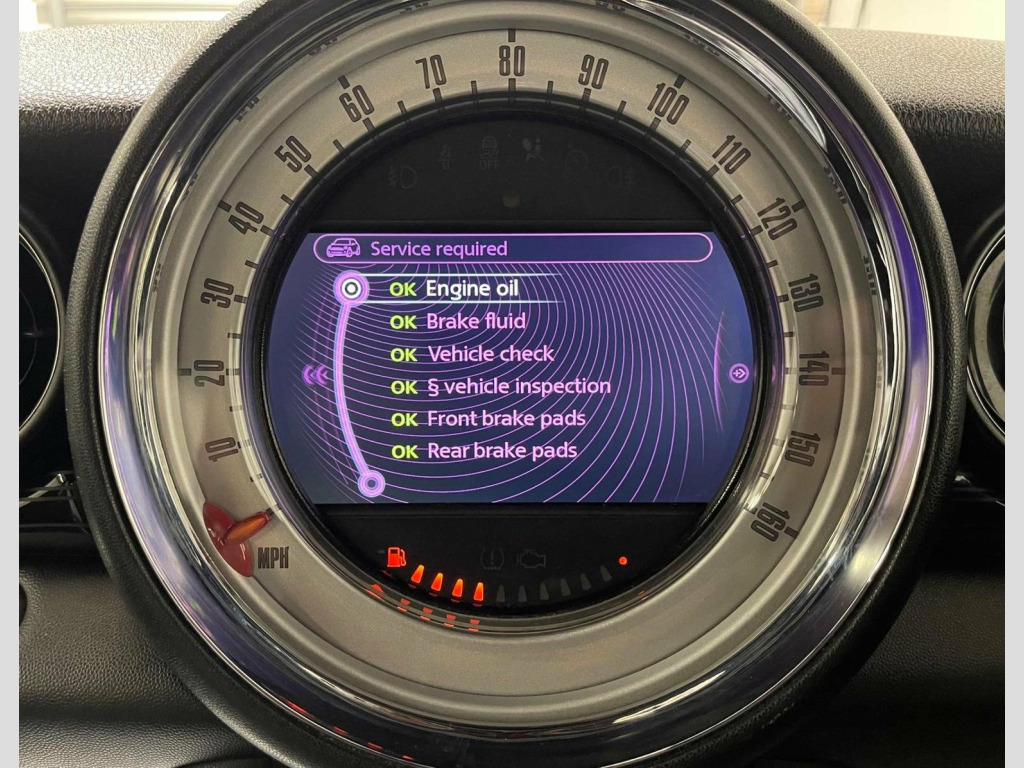 80
70
90
60
100
50
110
40
120
30
130
20
140
10
150
160
MPH
Service required
OK Engine oil
OK Brake fluid
OK Vehicle check
OK § vehicle inspection
OK Front brake pads
OK Rear brake pads